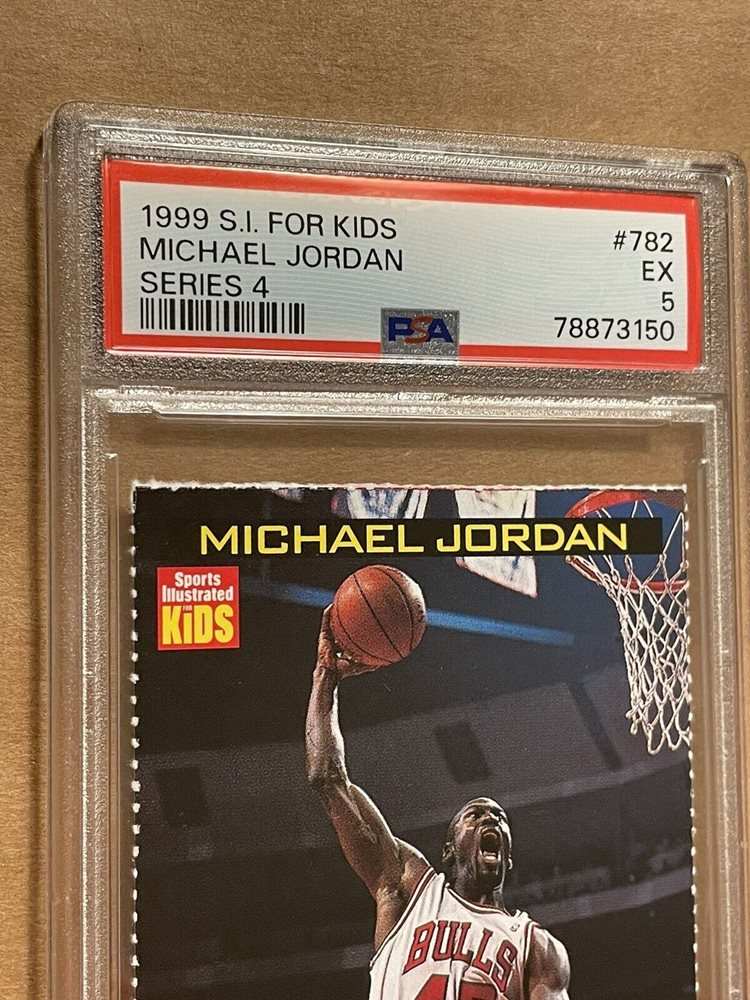 1999 S.I. FOR KIDS #782
MICHAEL JORDAN EX
SERIES 4 5
PSA 78873150
MICHAEL JORDAN
Sports
Illustrated
FOR
KIDS
BULLS